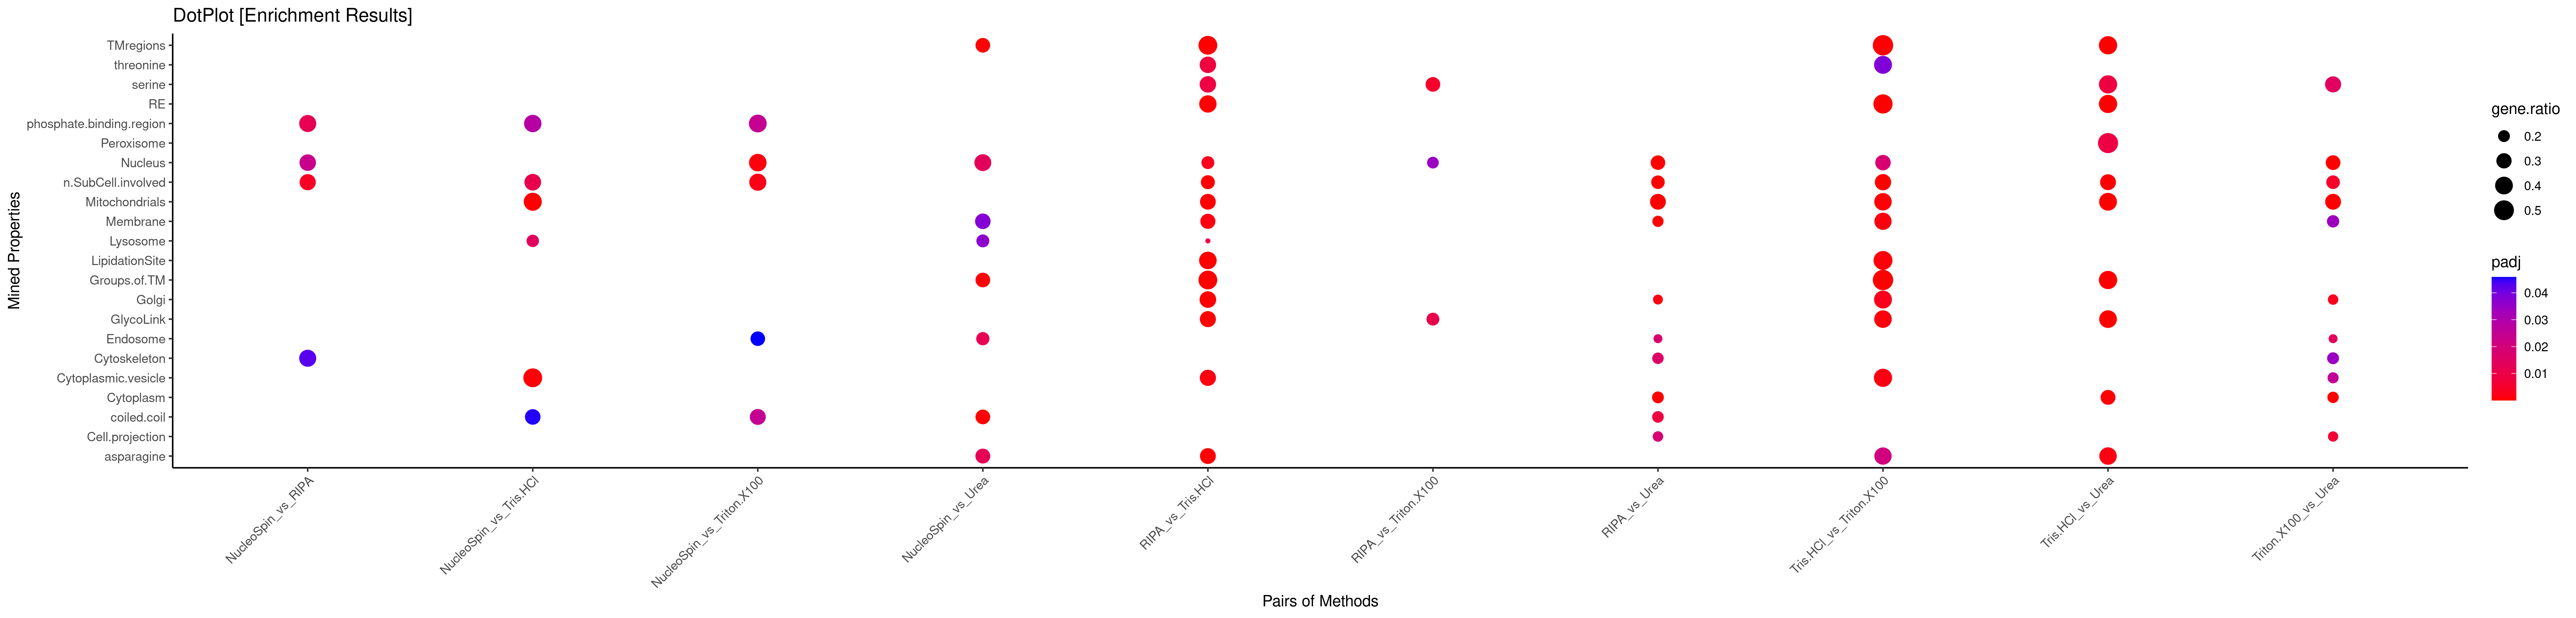 DotPlot [Enrichment Results]
Mined Properties
TMregions
threonine
serine
RE
phosphate.binding.region
Peroxisome
Nucleus
n.SubCell.involved
Mitochondrials
Membrane
Lysosome
LipidationSite
Groups.of.TM
Golgi
GlycoLink
Endosome
Cytoskeleton
Cytoplasmic.vesicle
Cytoplasm
coiled.coil
Cell.projection
asparagine
NucleoSpin_vs_RIPA
NucleoSpin_vs_Tris.HCl
NucleoSpin_vs_Triton.X100
NucleoSpin_vs_Urea
RIPA_vs_Tris.HCl
RIPA_vs_Triton.X100
RIPA_vs_Urea
Tris.HCl_vs_Triton.X100
Tris.HCl_vs_Urea
Triton.X100_vs_Urea
Pairs of Methods
gene.ratio
0.2
0.3
0.4
0.5
padj
0.04
0.03
0.02
0.01